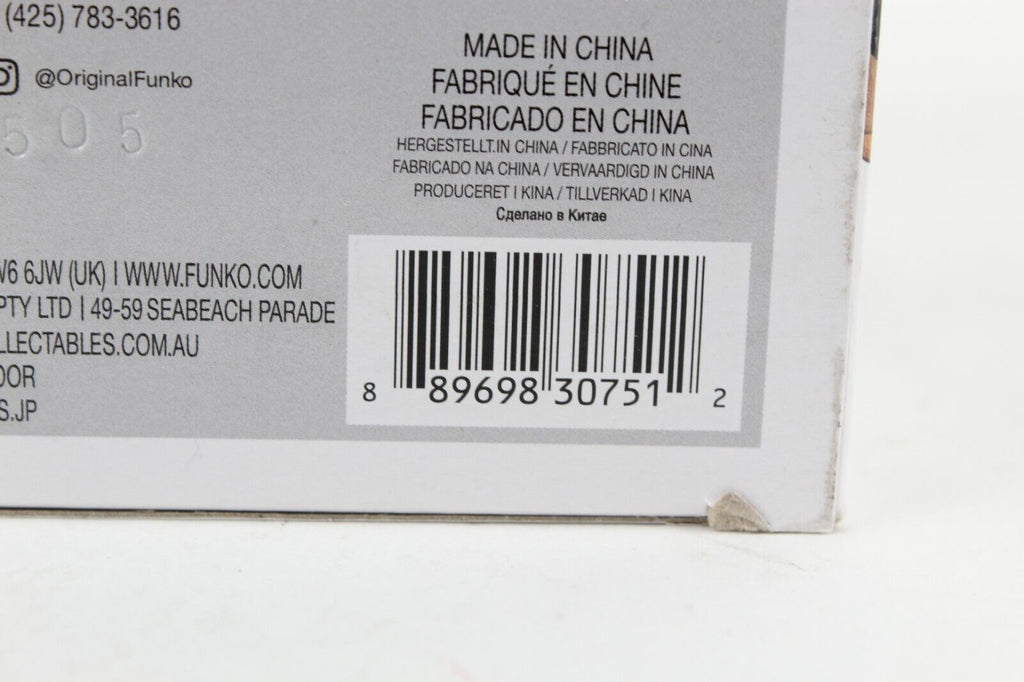 (425) 783-3616
@OriginalFunko
505
MADE IN CHINA
FABRIQUÉ EN CHINE
FABRICADO EN CHINA
HERGESTELLT.IN CHINA / FABBRICATO IN CINA
FABRICADO NA CHINA / VERVAARDIGD IN CHINA
PRODUCERET I KINA / TILLVERKAD I KINA
Сделано в Китае
6JW (UK) | WWW.FUNKO.COM
PTY LTD | 49-59 SEABEACH PARADE
LLECTABLES.COM.AU
OOR
S.JP
8 89698 30751 2